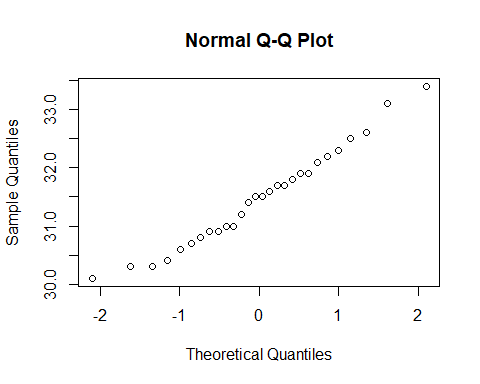 Normal Q-Q Plot
Sample Quantiles
33.0
32.0
31.0
30.0
-2 -1 0 1 2
Theoretical Quantiles